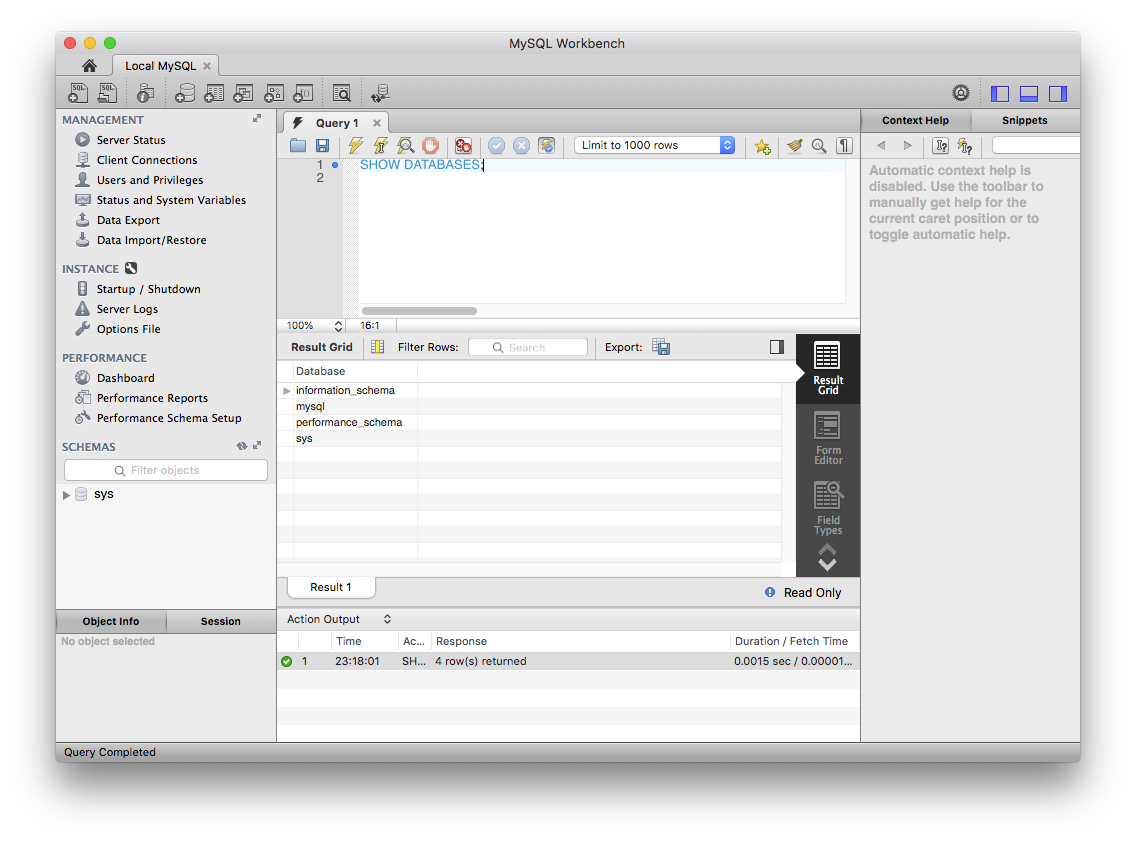 MySQL Workbench
Local MySQL
SQL SQL
MANAGEMENT
Server Status
Client Connections
Users and Privileges
Status and System Variables
Data Export
Data Import/Restore
INSTANCE
Startup / Shutdown
Server Logs
Options File
PERFORMANCE
Dashboard
Performance Reports
Performance Schema Setup
SCHEMAS
Filter objects
sys
Object Info Session
No object selected
Query 1
Limit to 1000 rows
1 SHOW DATABASES;
2
100% 16:1
Result Grid Filter Rows: Search Export:
Database
information_schema
mysql
performance_schema
sys
Result
Grid
Form
Editor
Field
Types
Result 1 Read Only
Action Output
Time Ac... Response Duration / Fetch Time
1 23:18:01 SH... 4 row(s) returned 0.0015 sec / 0.00001...
Context Help Snippets
Automatic context help is
disabled. Use the toolbar to
manually get help for the
current caret position or to
toggle automatic help.
Query Completed